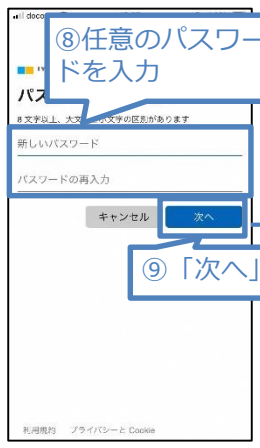 doco
⑧任意のパスワー
ドを入力
パス
8 文字以上、大文 小文字の区別があります
新しいパスワード
パスワードの再入力
キャンセル 次へ
⑨「次へ」
利用規約 プライバシーと Cookie